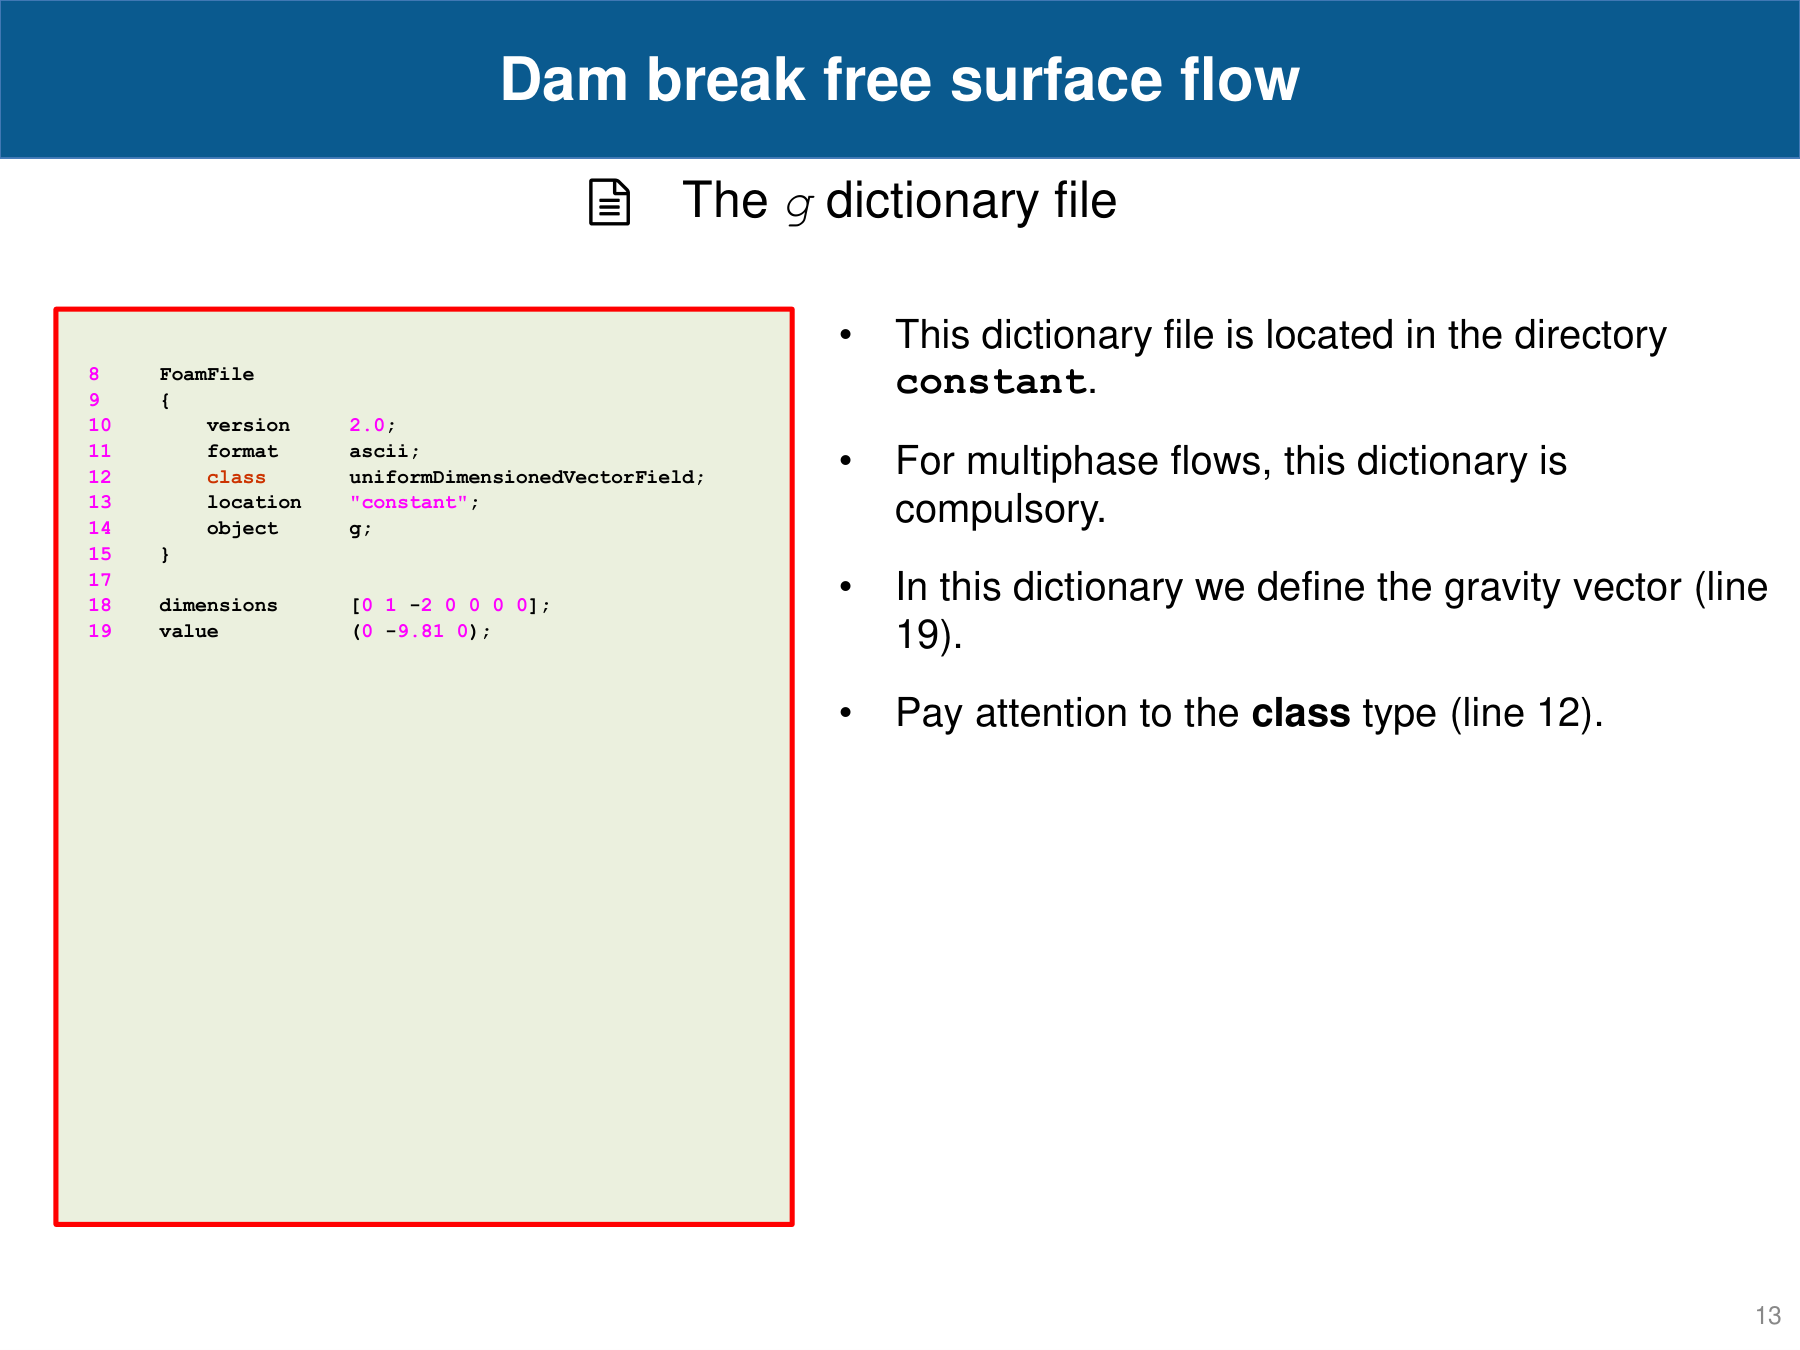 Dam break free surface flow
The g dictionary file
8 FoamFile
9 {
10 version 2.0;
11 format ascii;
12 class uniformDimensionedVectorField;
13 location "constant";
14 object g;
15 }
17
18 dimensions [0 1 -2 0 0 0 0];
19 value (0 -9.81 0);
• This dictionary file is located in the directory
constant.
• For multiphase flows, this dictionary is
compulsory.
• In this dictionary we define the gravity vector (line
19).
• Pay attention to the class type (line 12).
13